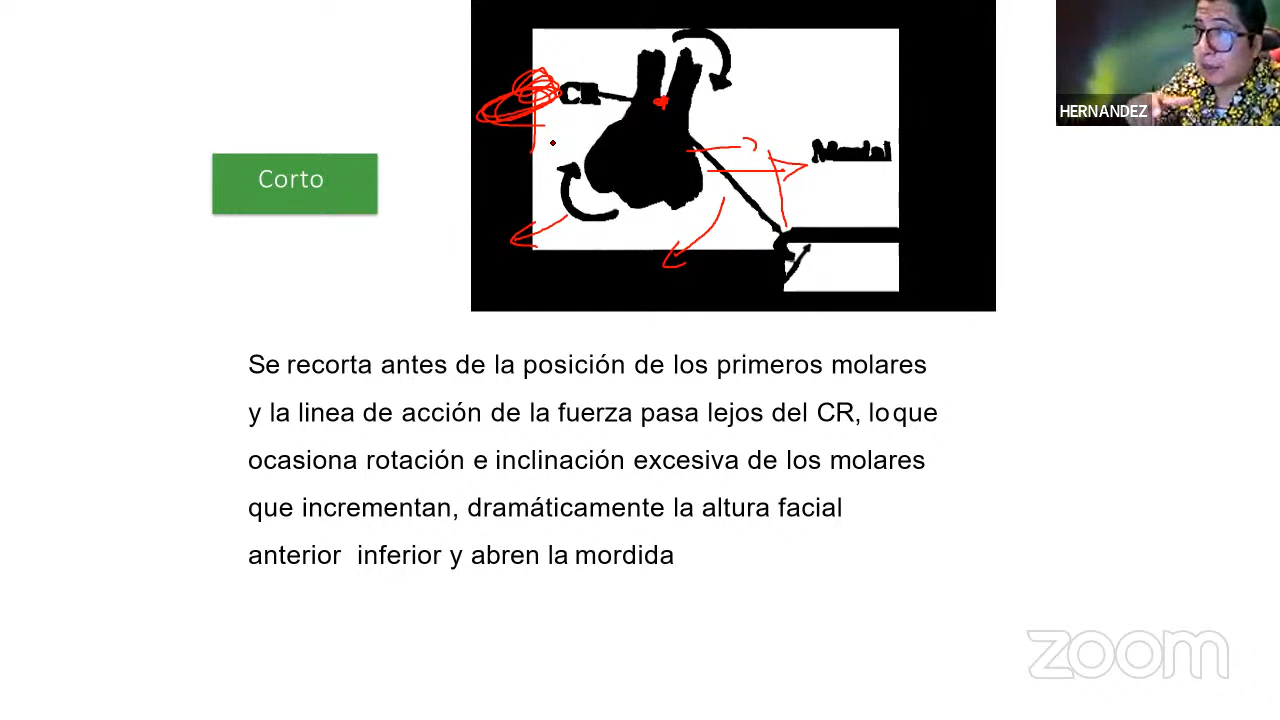 CR
HERNANDEZ
Mesial
Corto
Se recorta antes de la posición de los primeros molares
y la linea de acción de la fuerza pasa lejos del CR, lo que
ocasiona rotación e inclinación excesiva de los molares
que incrementan, dramáticamente la altura facial
anterior inferior y abren la mordida
zoom